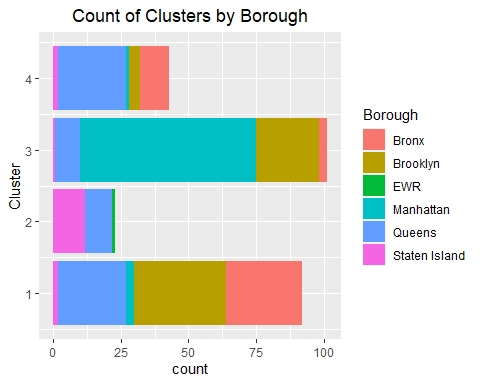 Count of Clusters by Borough
Cluster
4
3
2
1
0
25
50
75
100
count
Borough
Bronx
Brooklyn
EWR
Manhattan
Queens
Staten Island